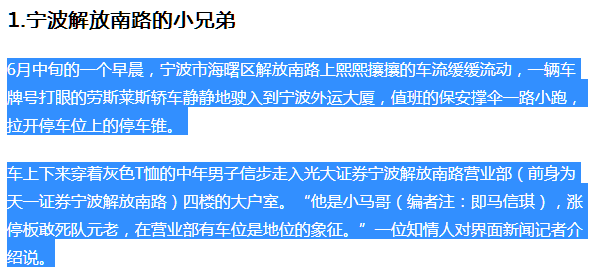 1.宁波解放南路的小兄弟
6月中旬的一个早晨，宁波市海曙区解放南路上熙熙攘攘的车流缓缓流动，一辆车
牌号打眼的劳斯莱斯轿车静静地驶入到宁波外运大厦，值班的保安撑伞一路小跑，
拉开停车位上的停车锥。
车上下来穿着灰色T恤的中年男子信步走入光大证券宁波解放南路营业部（前身为
天一证券宁波解放南路）四楼的大户室。“他是小马哥（编者注：即马信琪），涨
停板敢死队元老，在营业部有车位是地位的象征。”一位知情人对界面新闻记者介
绍说。